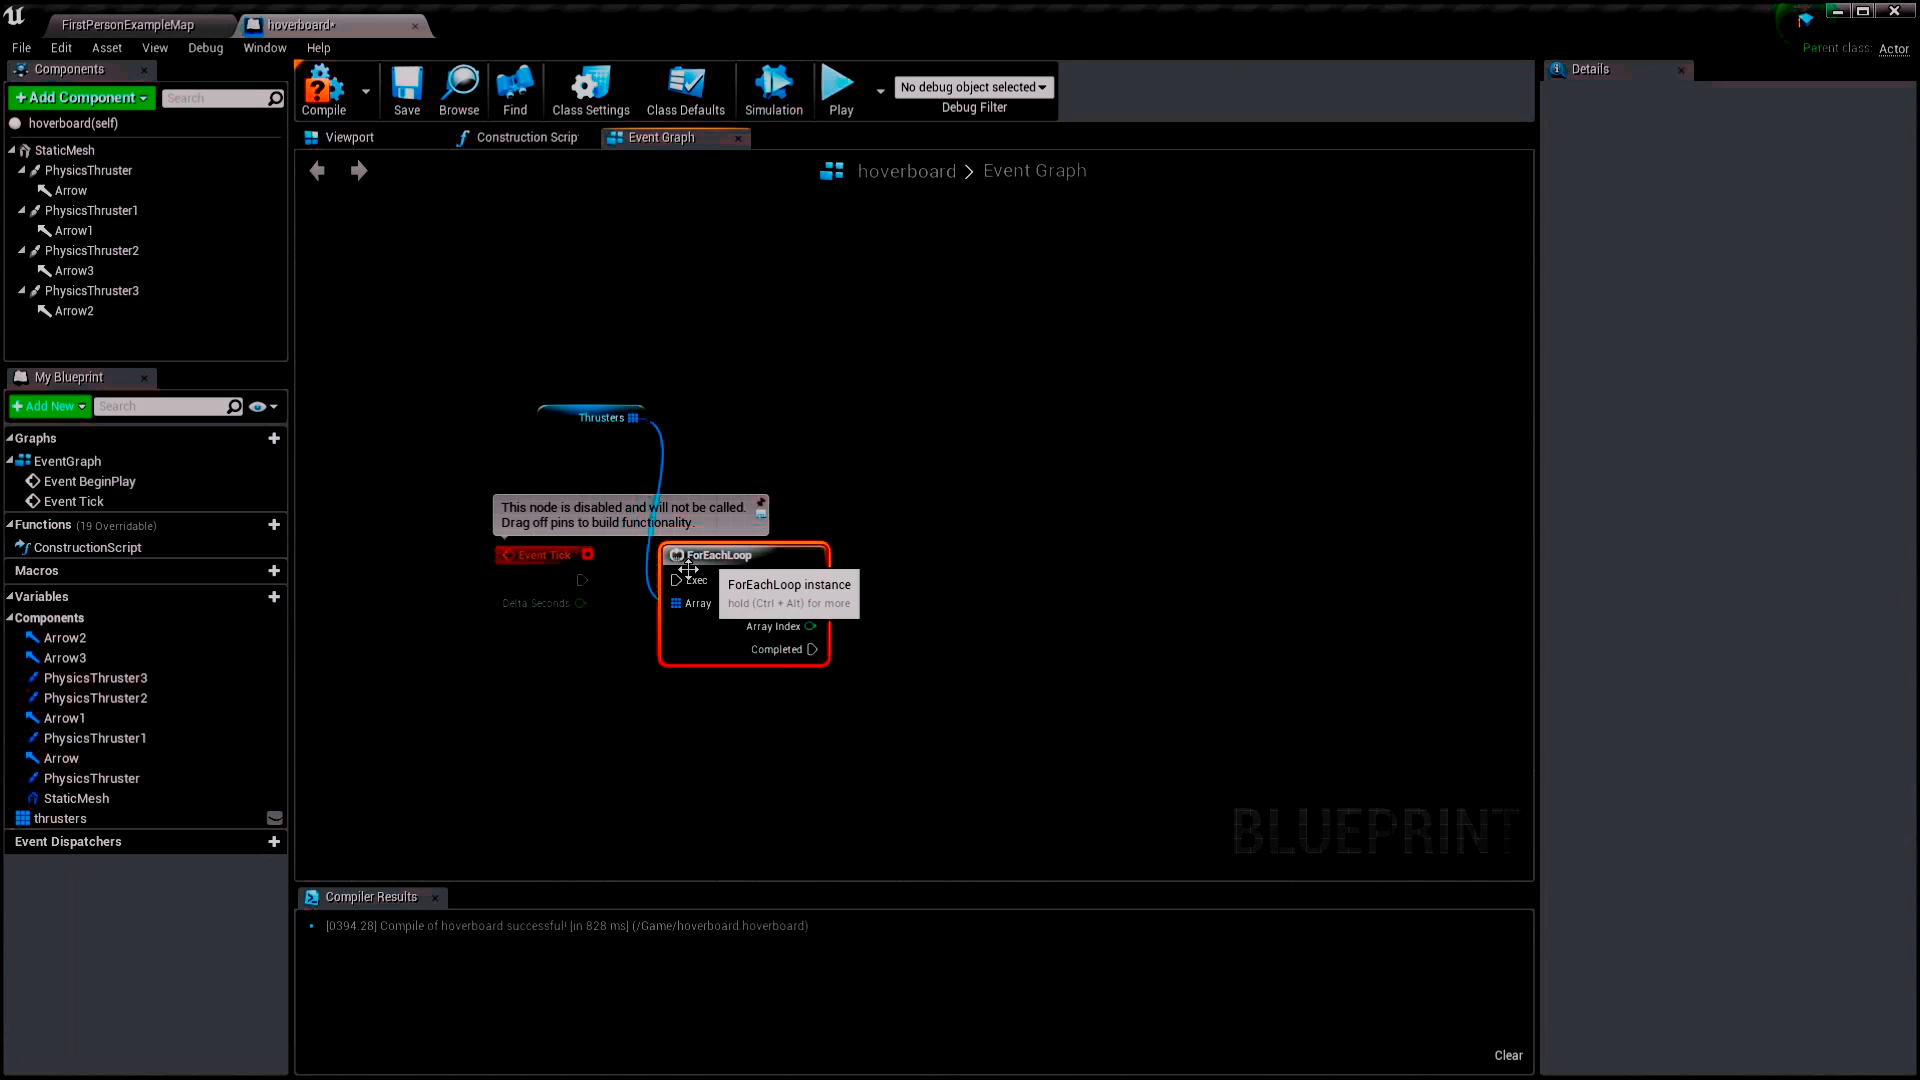 FirstPersonExampleMap
hoverboard*
File Edit Asset View Debug Window Help
Parent class: Actor
Components
+ Add Component
Search
hoverboard(self)
StaticMesh
PhysicsThruster
Arrow
PhysicsThruster1
Arrow1
PhysicsThruster2
Arrow3
PhysicsThruster3
Arrow2
Compile
Save
Browse
Find
Class Settings
Class Defaults
Simulation
Play
No debug object selected
Debug Filter
Viewport
Construction Scrip
Event Graph
hoverboard > Event Graph
Details
My Blueprint
+ Add New
Search
Graphs
EventGraph
Event BeginPlay
Event Tick
Functions (19 Overridable)
ConstructionScript
Macros
Variables
Components
Arrow2
Arrow3
PhysicsThruster3
PhysicsThruster2
Arrow1
PhysicsThruster1
Arrow
PhysicsThruster
StaticMesh
thrusters
Event Dispatchers
Thrusters
This node is disabled and will not be called.
Drag off pins to build functionality.
Event Tick
Delta Seconds
ForEachLoop
Exec
Array
ForEachLoop instance
hold (Ctrl + Alt) for more
Array Index
Completed
BLUEPRINT
Compiler Results
[0394.28] Compile of hoverboard successful! [in 828 ms] (/Game/hoverboard.hoverboard)
Clear